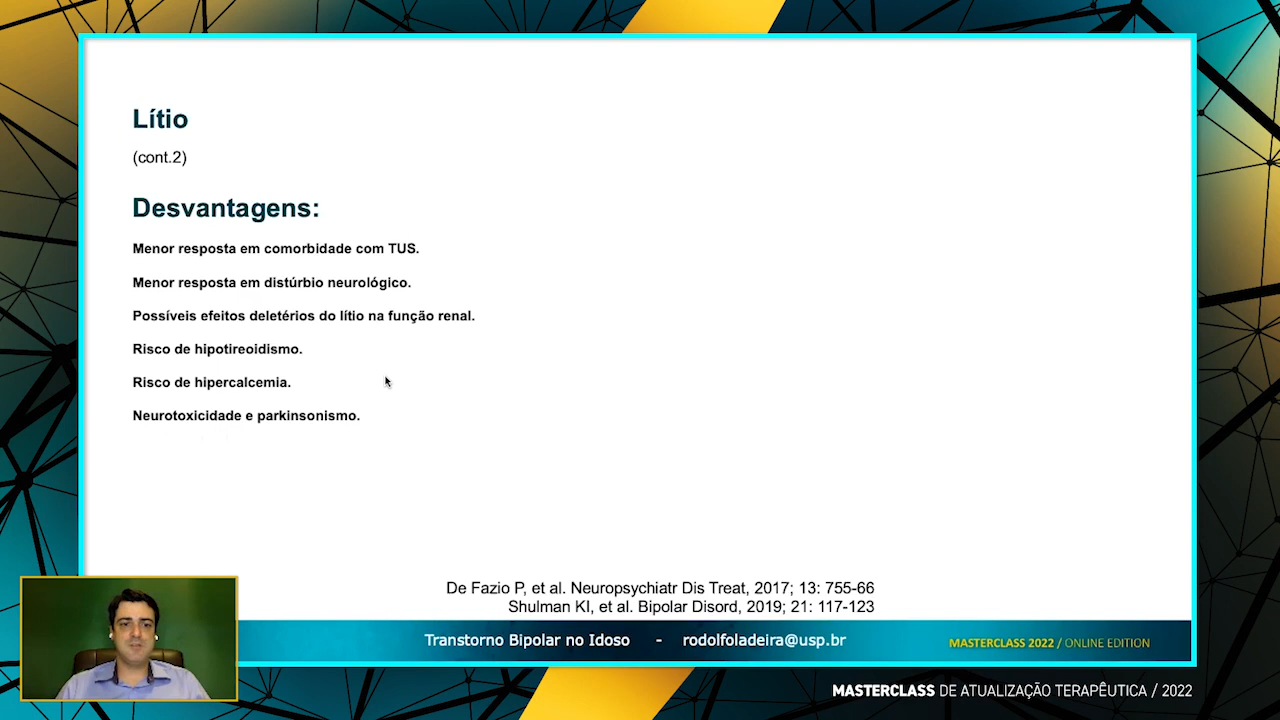 Lítio
(cont.2)
Desvantagens:
Menor resposta em comorbidade com TUS.
Menor resposta em distúrbio neurológico.
Possíveis efeitos deletérios do lítio na função renal.
Risco de hipotireoidismo.
Risco de hipercalcemia.
Neurotoxicidade e parkinsonismo.
De Fazio P, et al. Neuropsychiatr Dis Treat, 2017; 13: 755-66
Shulman KI, et al. Bipolar Disord, 2019; 21: 117-123
Transtorno Bipolar no Idoso - rodolfoladeira@usp.br
MASTERCLASS 2022 / ONLINE EDITION
MASTERCLASS DE ATUALIZAÇÃO TERAPÊUTICA / 2022